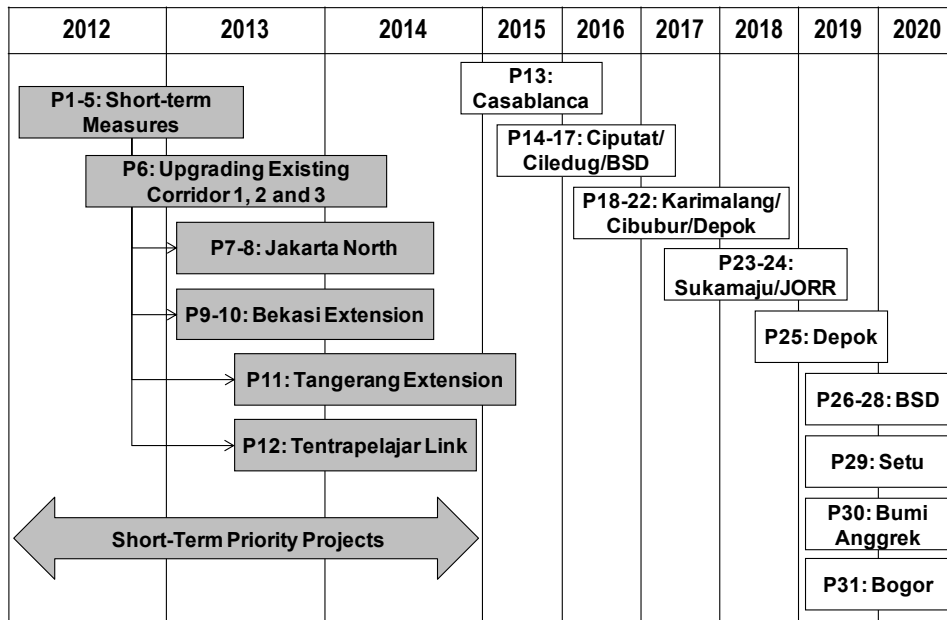 2012 2013 2014 2015 2016 2017 2018 2019 2020
P1-5: Short-term
Measures
P6: Upgrading Existing
Corridor 1, 2 and 3
P7-8: Jakarta North
P9-10: Bekasi Extension
P11: Tangerang Extension
P12: Tentrapelajar Link
Short-Term Priority Projects
P13:
Casablanca
P14-17: Ciputat/
Ciledug/BSD
P18-22: Karimalang/
Cibubur/Depok
P23-24:
Sukamaju/JORR
P25: Depok
P26-28: BSD
P29: Setu
P30: Bumi
Anggrek
P31: Bogor